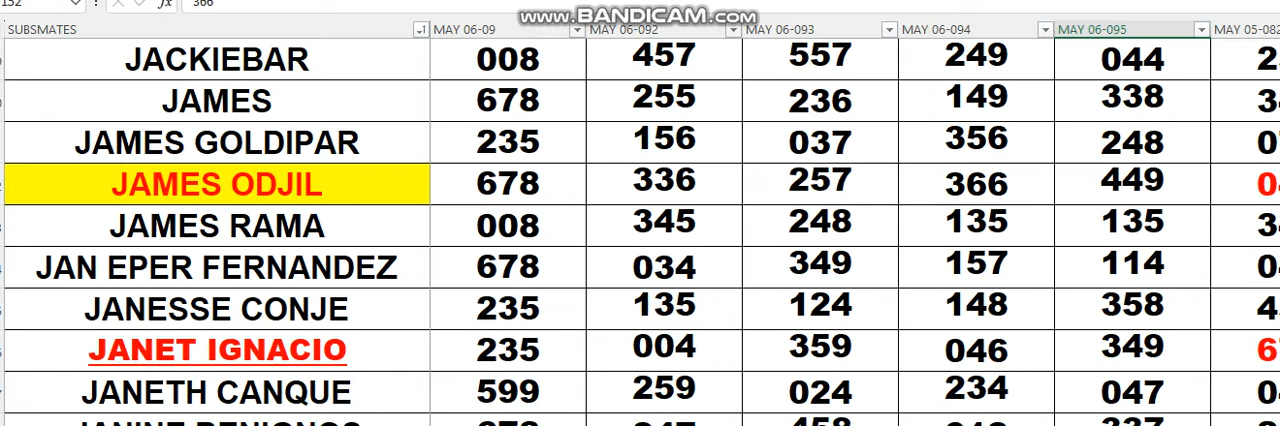 366
www.BANDICAM.com
SUBSMATES MAY 06-09 MAY 06-092 MAY 06-093 MAY 06-094 MAY 06-095 MAY 05-082
JACKIEBAR 008 457 557 249 044
JAMES 678 255 236 149 338
JAMES GOLDIPAR 235 156 037 356 248
JAMES ODJIL 678 336 257 366 449
JAMES RAMA 008 345 248 135 135
JAN EPER FERNANDEZ 678 034 349 157 114
JANESSE CONJE 235 135 124 148 358
JANET IGNACIO 235 004 359 046 349
JANETH CANQUE 599 259 024 234 047